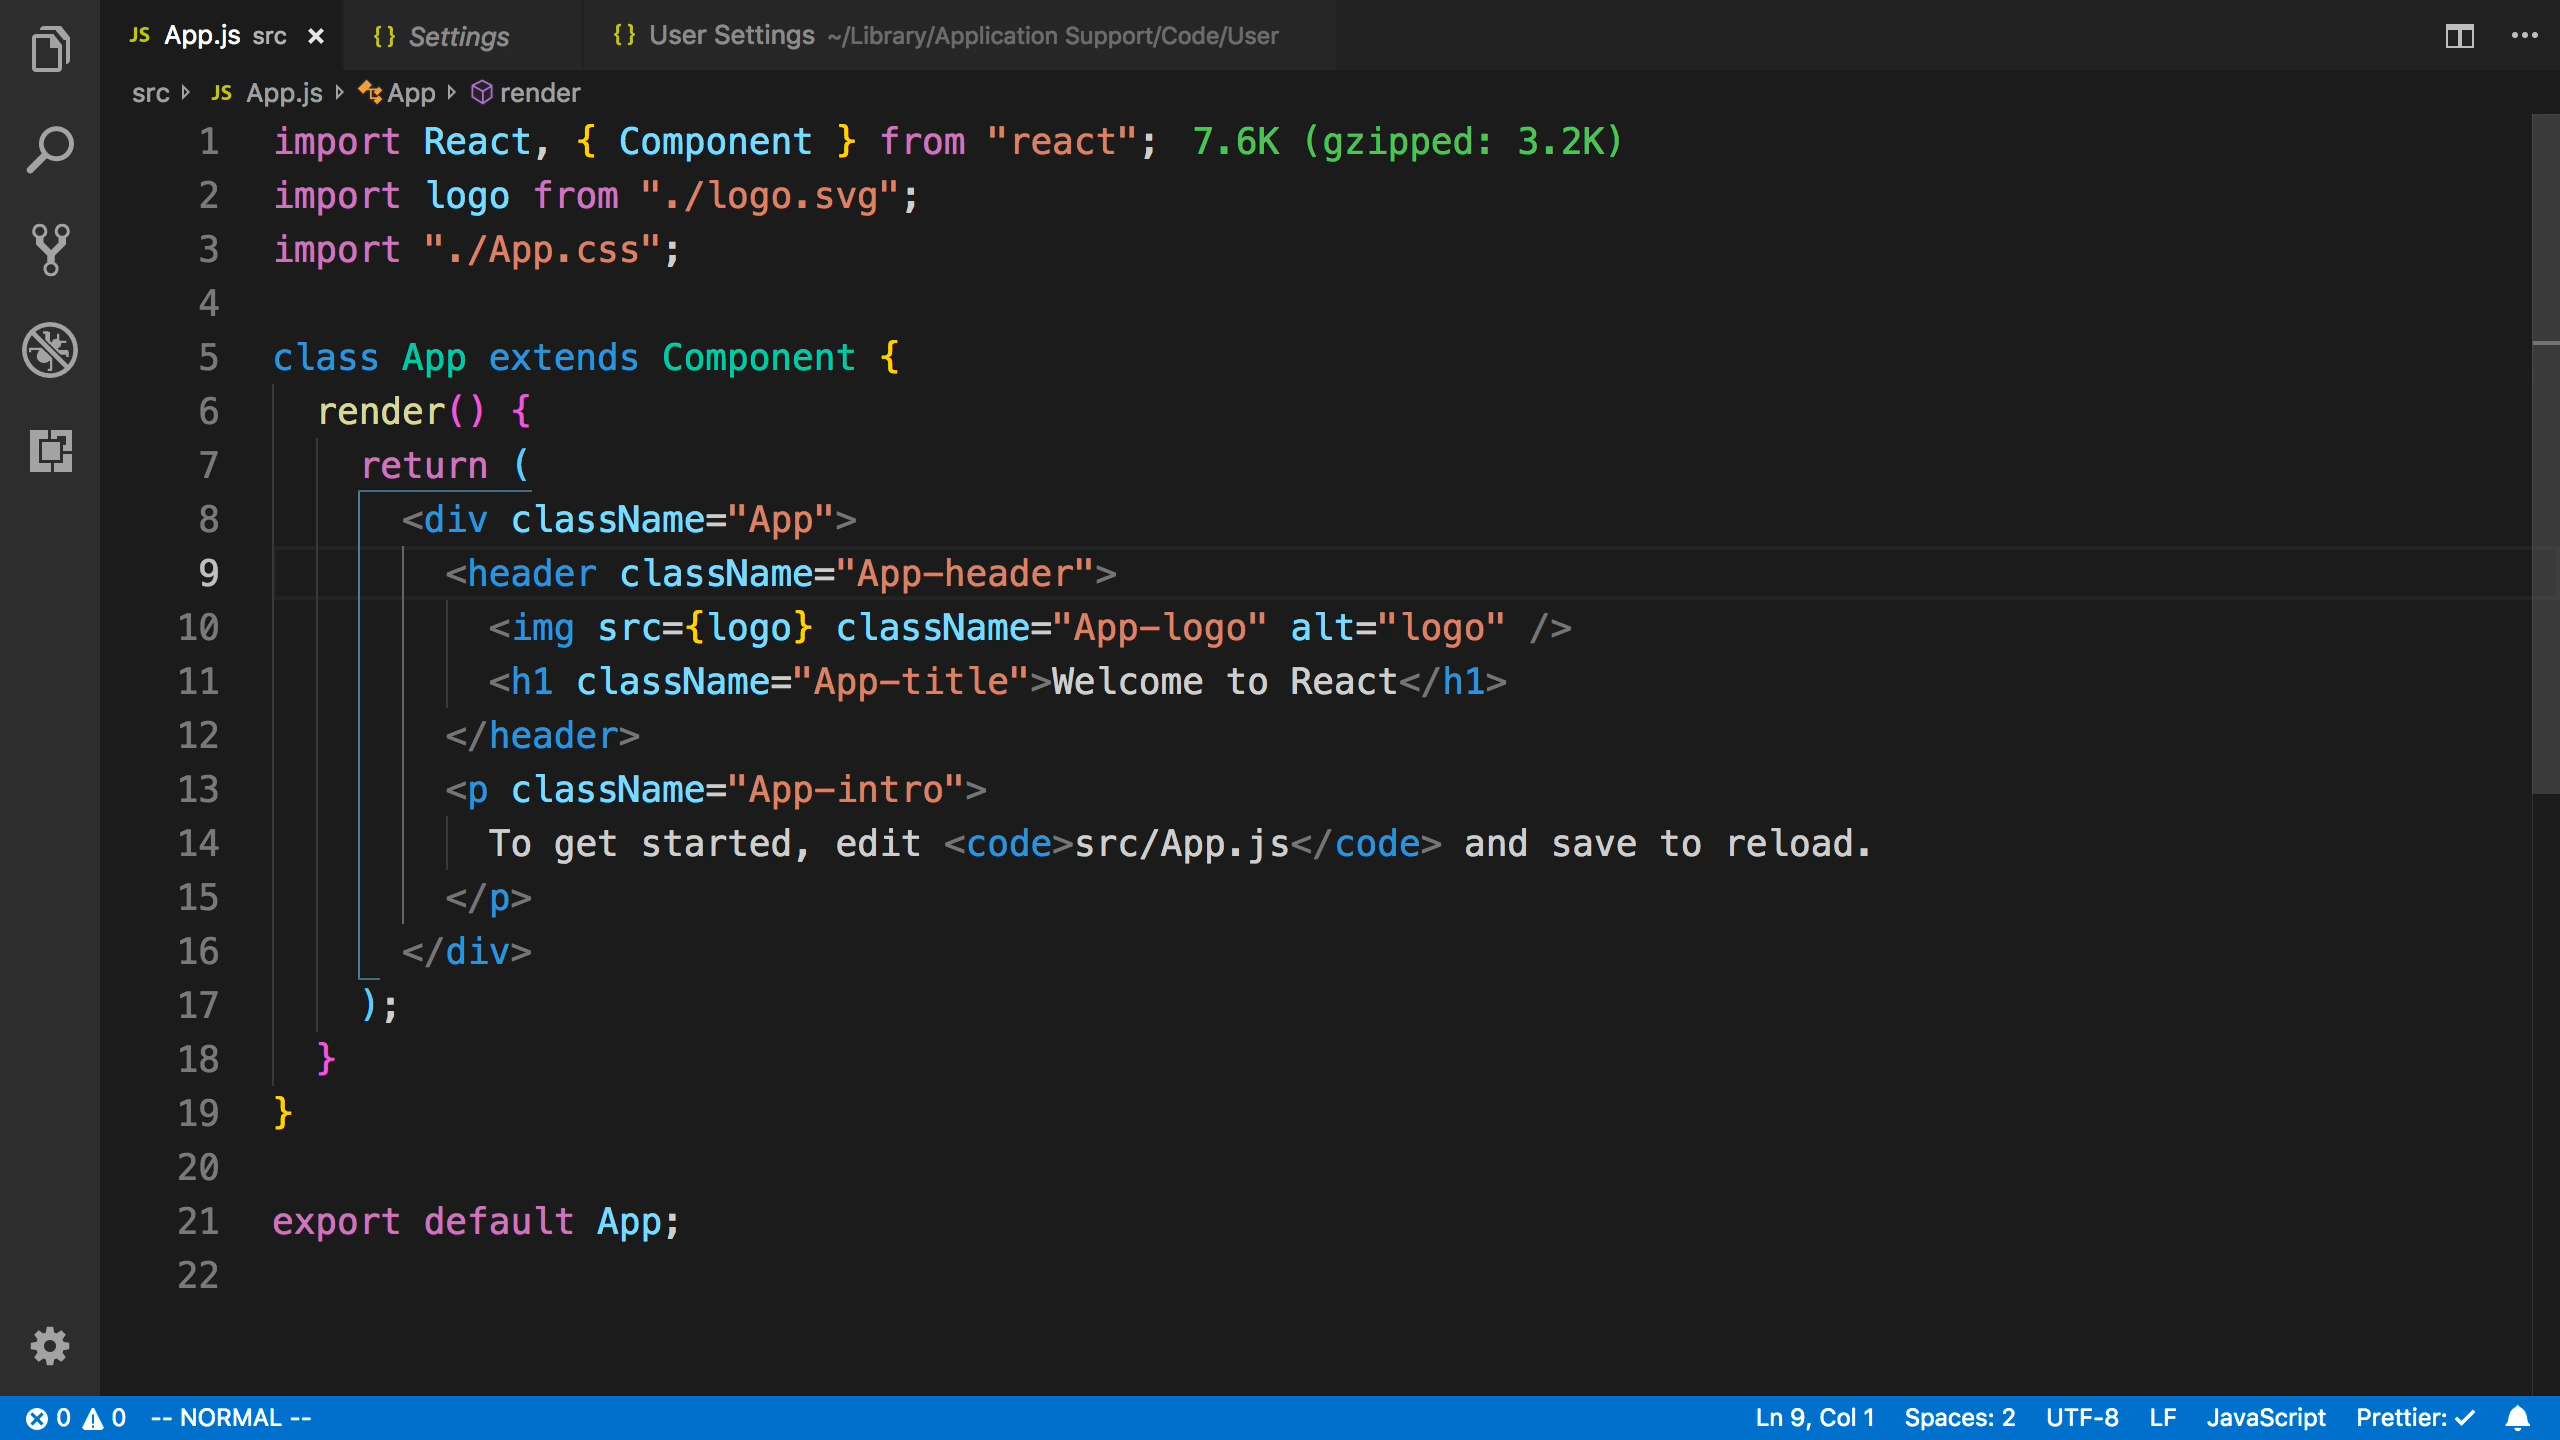 JS App.js src × {} Settings {} User Settings ~/Library/Application Support/Code/User
src JS App.js App render
1 import React, { Component } from "react"; 7.6K (gzipped: 3.2K)
2 import logo from "./logo.svg";
3 import "./App.css";
4
5 class App extends Component {
6   render() {
7     return (
8       <div className="App">
9         <header className="App-header">
10           <img src={logo} className="App-logo" alt="logo" />
11           <h1 className="App-title">Welcome to React</h1>
12         </header>
13         <p className="App-intro">
14           To get started, edit <code>src/App.js</code> and save to reload.
15         </p>
16       </div>
17     );
18   }
19 }
20
21 export default App;
22
0 0 -- NORMAL -- Ln 9, Col 1 Spaces: 2 UTF-8 LF JavaScript Prettier: ✓